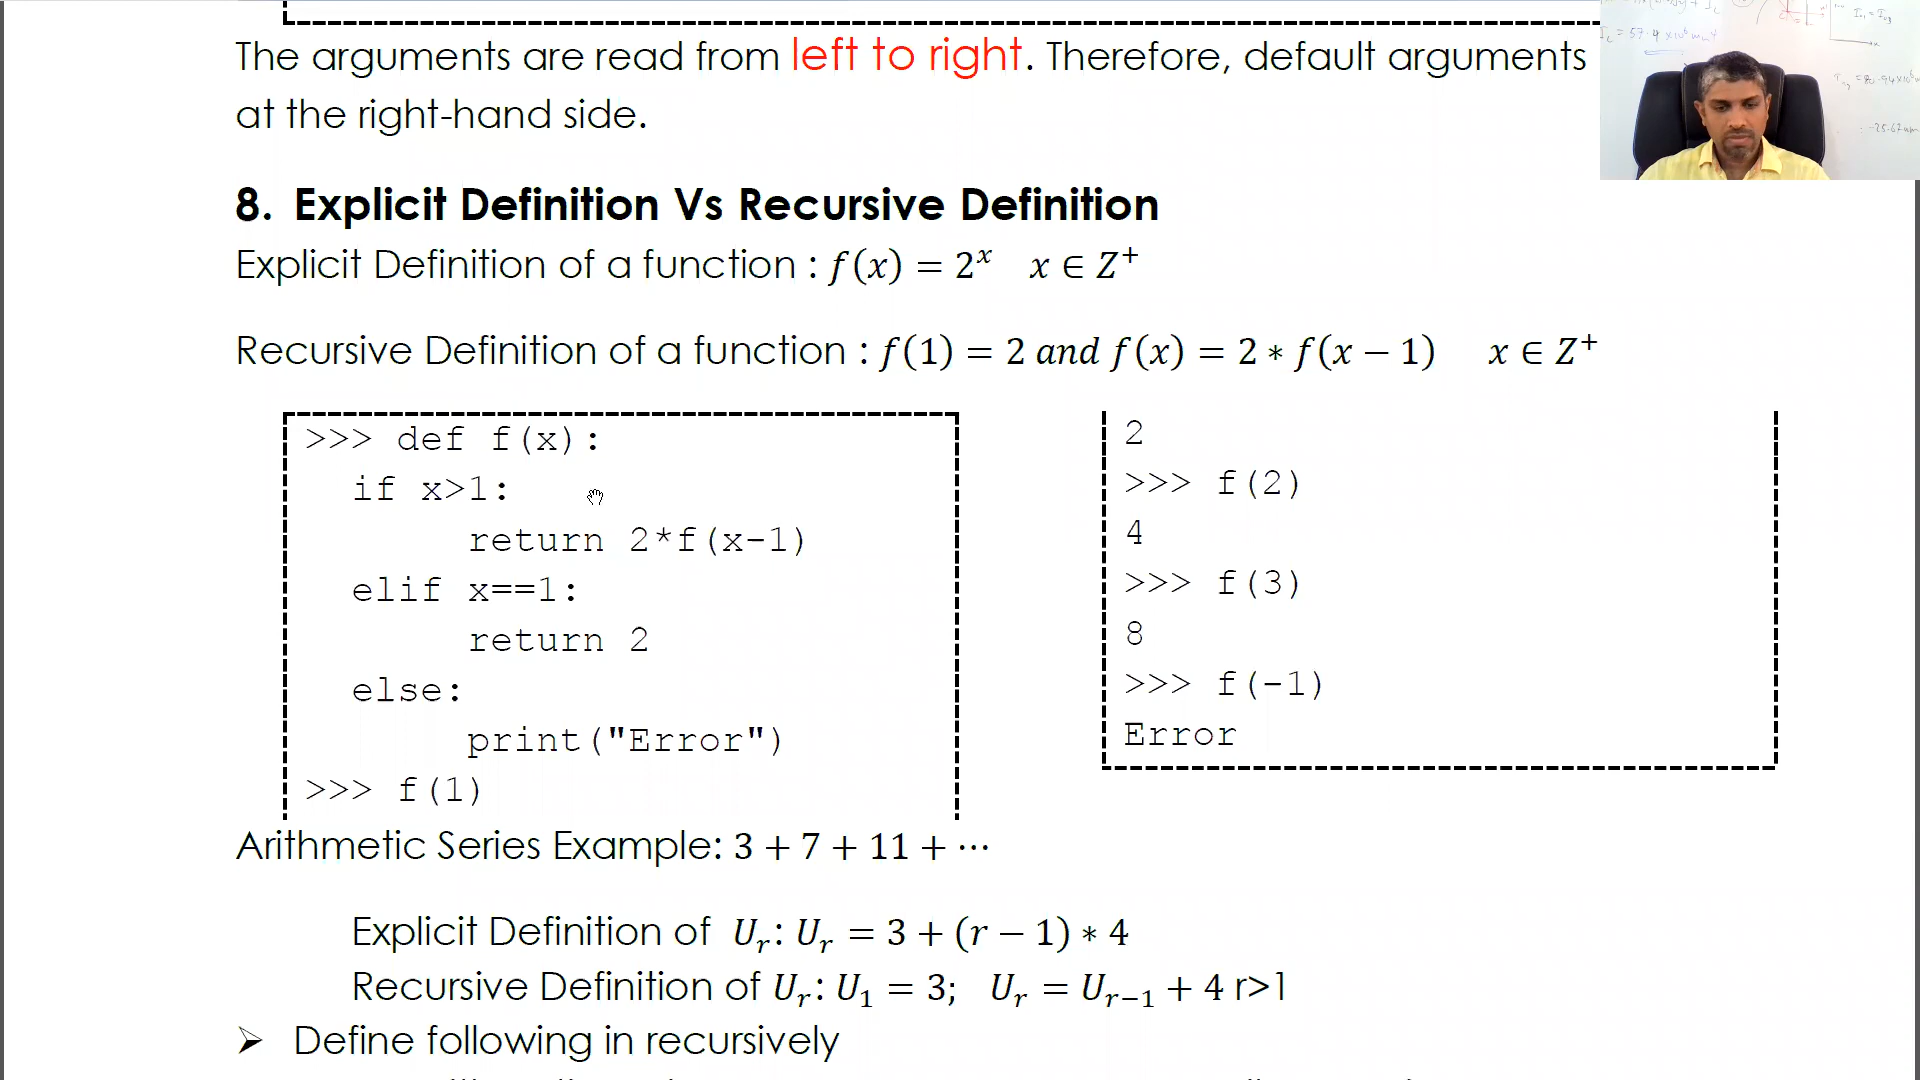 The arguments are read from left to right. Therefore, default arguments
at the right-hand side.
8. Explicit Definition Vs Recursive Definition
Explicit Definition of a function : f(x) = 2^x x ∈ Z^+
Recursive Definition of a function : f(1) = 2 and f(x) = 2 ∗ f(x − 1) x ∈ Z^+
>>> def f(x):
if x>1:
return 2*f(x-1)
elif x==1:
return 2
else:
print("Error")
>>> f(1)
2
>>> f(2)
4
>>> f(3)
8
>>> f(-1)
Error
Arithmetic Series Example: 3 + 7 + 11 + ⋯
Explicit Definition of U_r: U_r = 3 + (r − 1) ∗ 4
Recursive Definition of U_r: U_1 = 3; U_r = U_{r−1} + 4 r>1
➢ Define following in recursively